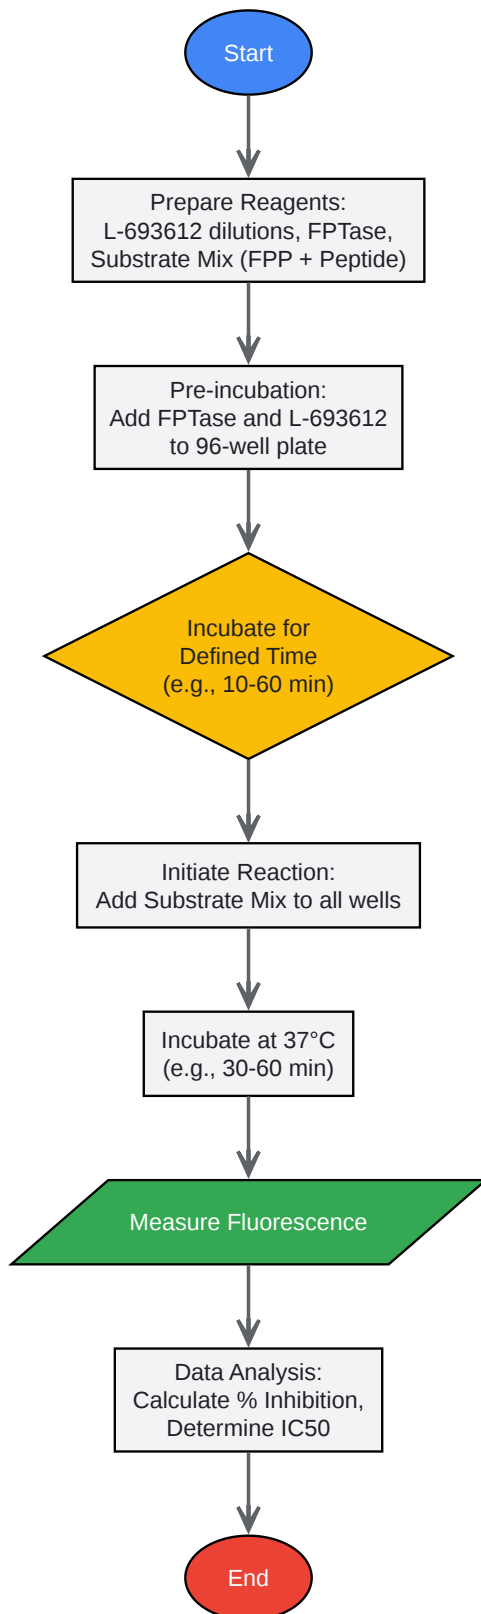 Start
Prepare Reagents:
L-693612 dilutions, FPTase,
Substrate Mix (FPP + Peptide)
Pre-incubation:
Add FPTase and L-693612
to 96-well plate
Incubate for
Defined Time
(e.g., 10-60 min)
Initiate Reaction:
Add Substrate Mix to all wells
Incubate at 37°C
(e.g., 30-60 min)
Measure Fluorescence
Data Analysis:
Calculate % Inhibition,
Determine IC50
End